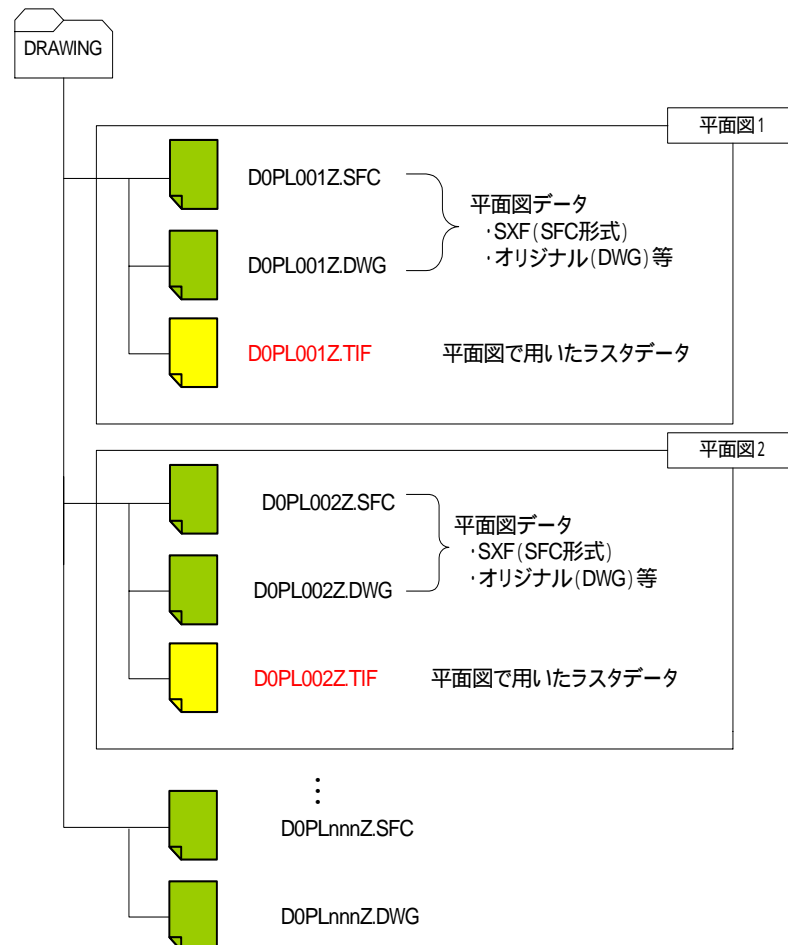 DRAWING
平面図1
D0PL001Z.SFC
平面図データ
・SXF(SFC形式)
・オリジナル(DWG)等
D0PL001Z.DWG
D0PL001Z.TIF
平面図で用いたラスタデータ
平面図2
D0PL002Z.SFC
平面図データ
・SXF(SFC形式)
・オリジナル(DWG)等
D0PL002Z.DWG
D0PL002Z.TIF
平面図で用いたラスタデータ
⋮
D0PLnnnZ.SFC
D0PLnnnZ.DWG